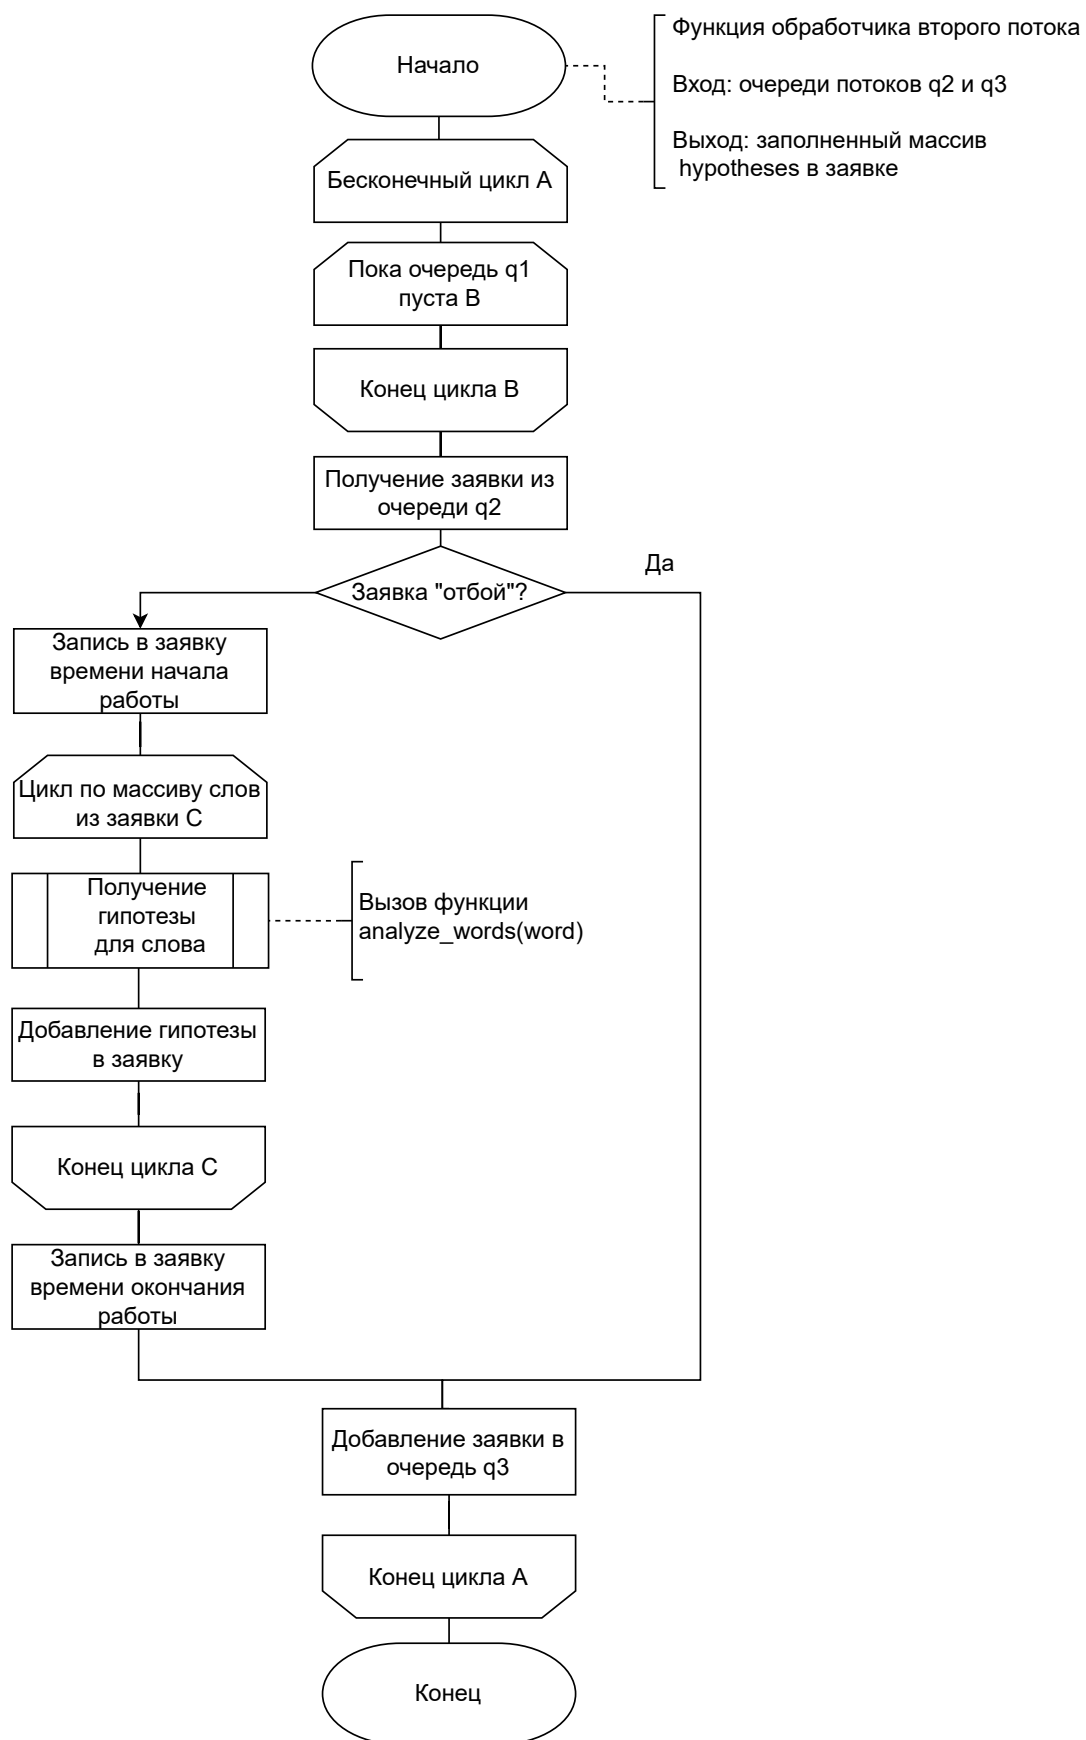 Начало
Функция обработчика второго потока
Вход: очереди потоков q2 и q3
Выход: заполненный массив
hypotheses в заявке
Бесконечный цикл А
Пока очередь q1
пуста B
Конец цикла B
Получение заявки из
очереди q2
Заявка "отбой"?
Да
Запись в заявку
времени начала
работы
Цикл по массиву слов
из заявки C
Получение
гипотезы
для слова
Вызов функции
analyze_words(word)
Добавление гипотезы
в заявку
Конец цикла C
Запись в заявку
времени окончания
работы
Добавление заявки в
очередь q3
Конец цикла А
Конец